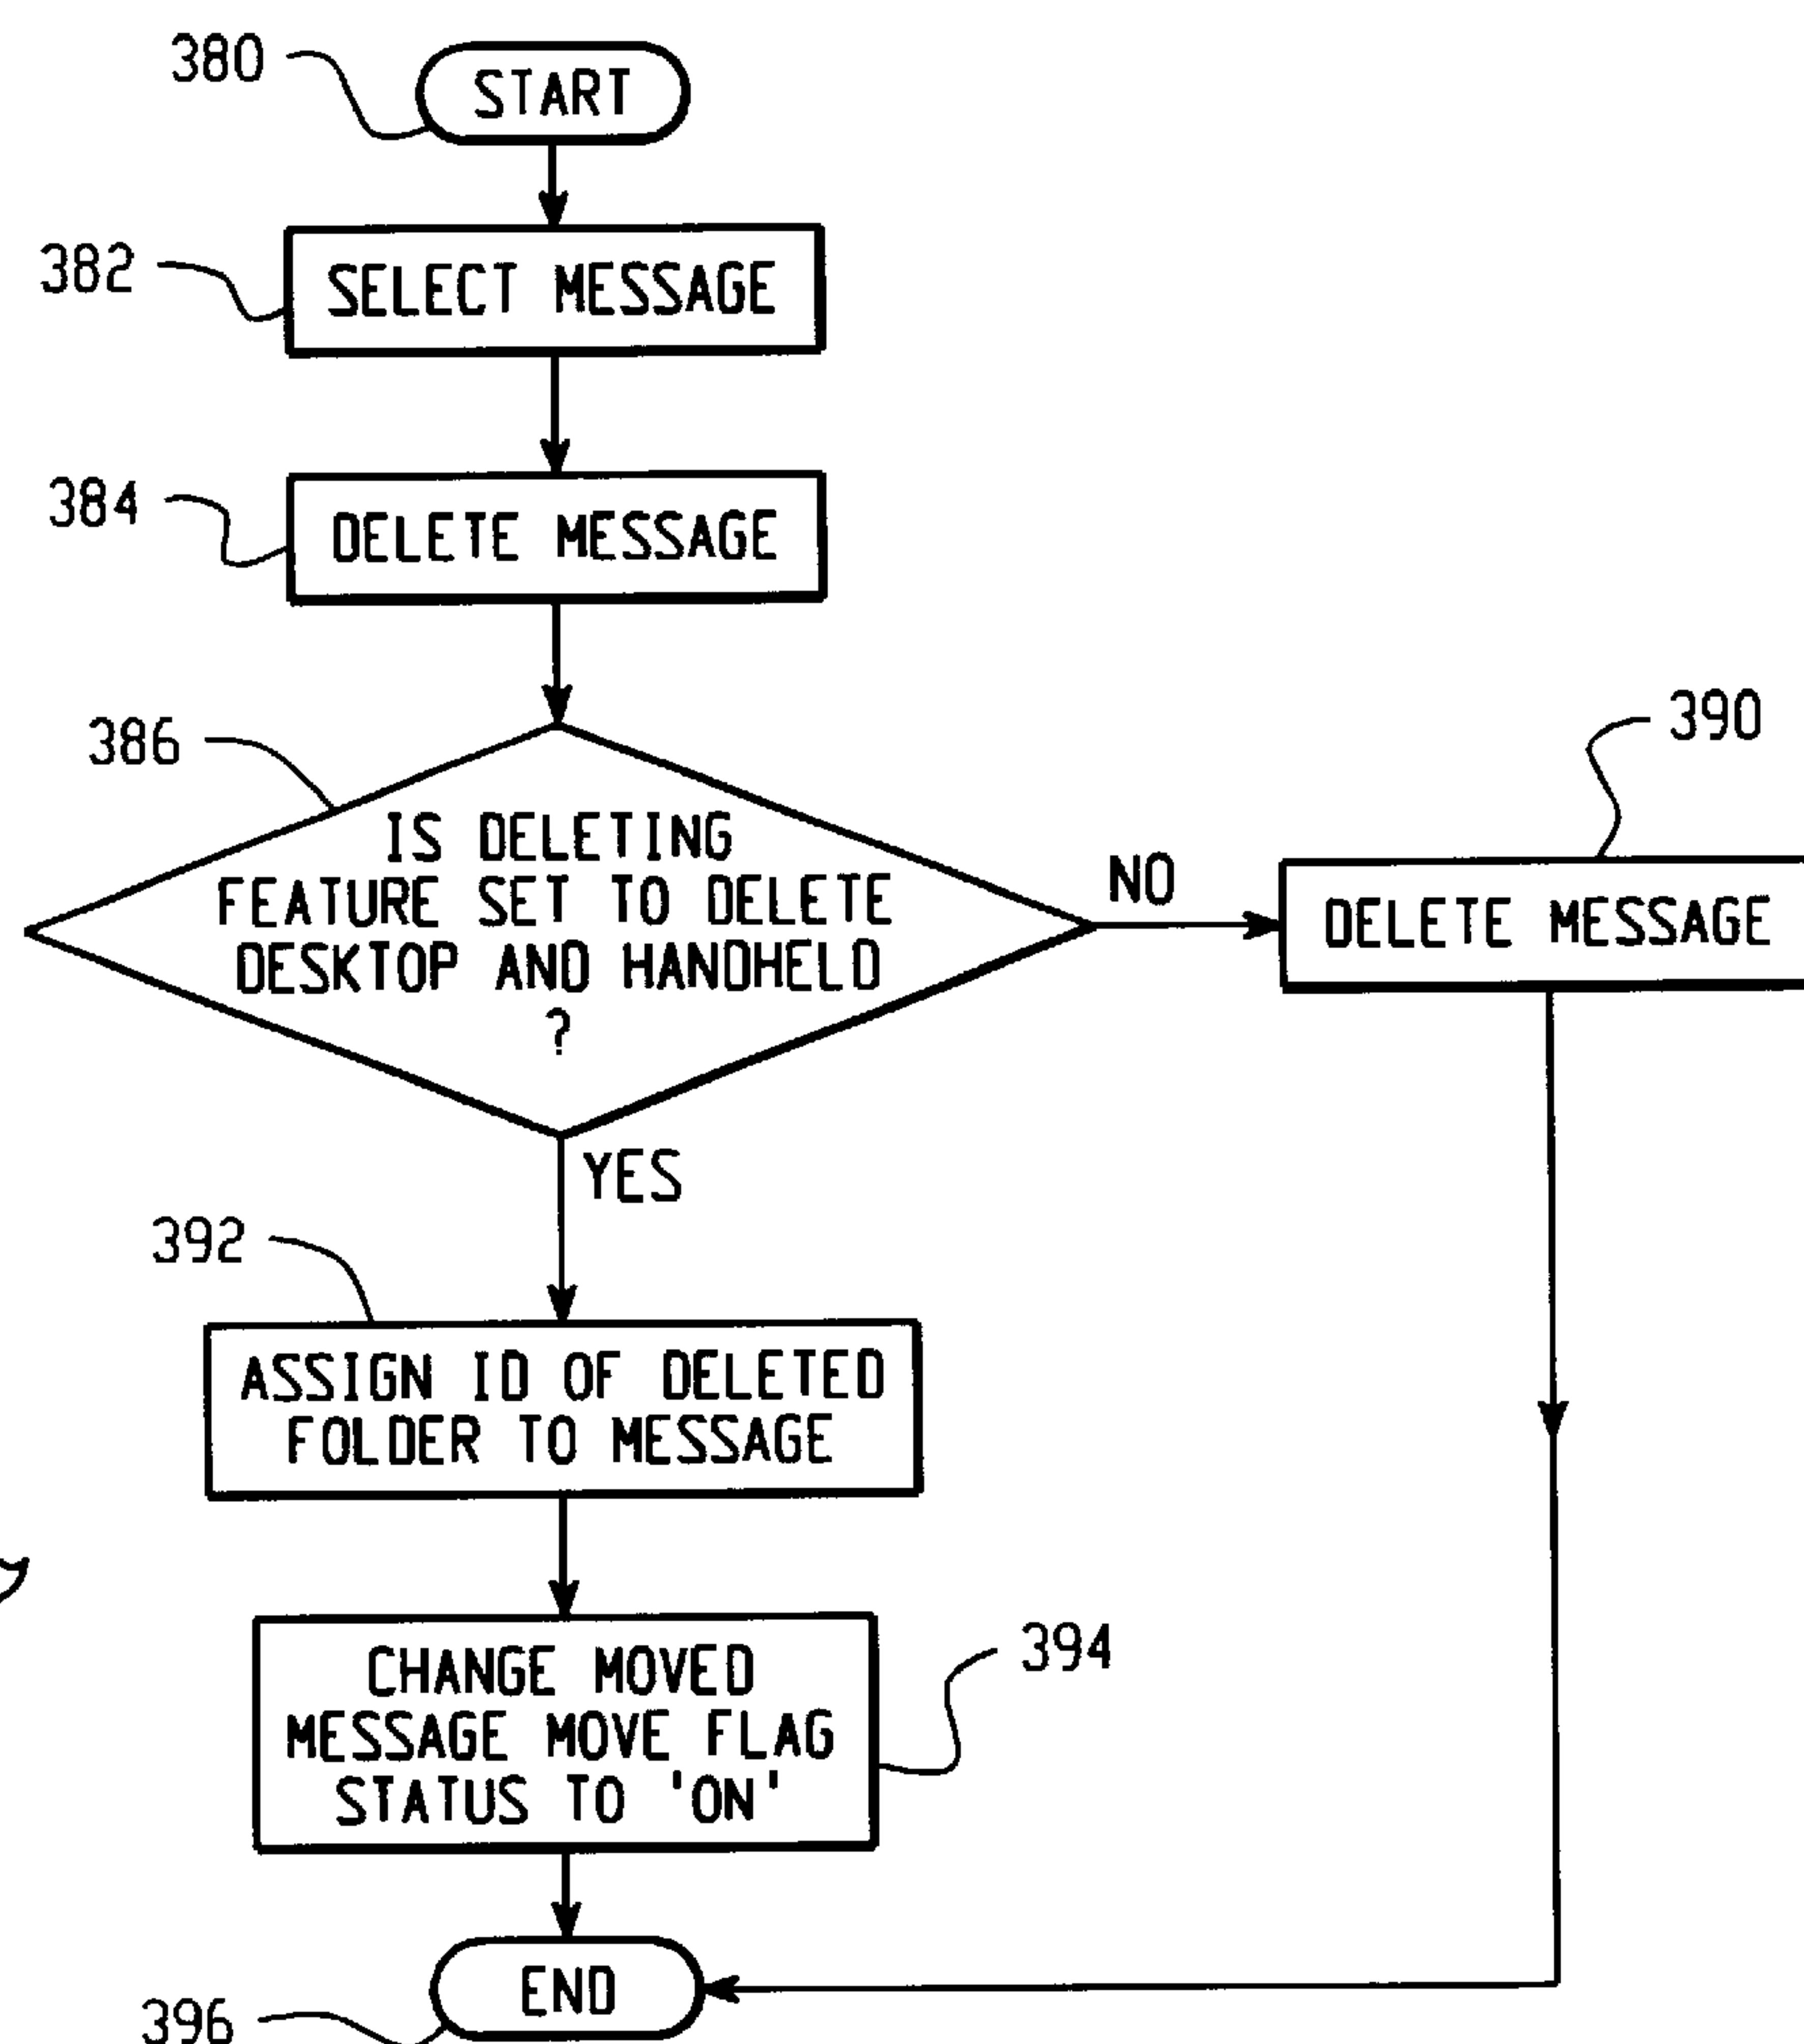 380
START
382
SELECT MESSAGE
384
DELETE MESSAGE
386
IS DELETING
FEATURE SET TO DELETE
DESKTOP AND HANDHELD
?
NO
390
DELETE MESSAGE
YES
392
ASSIGN ID OF DELETED
FOLDER TO MESSAGE
394
CHANGE MOVED
MESSAGE MOVE FLAG
STATUS TO 'ON'
END
396